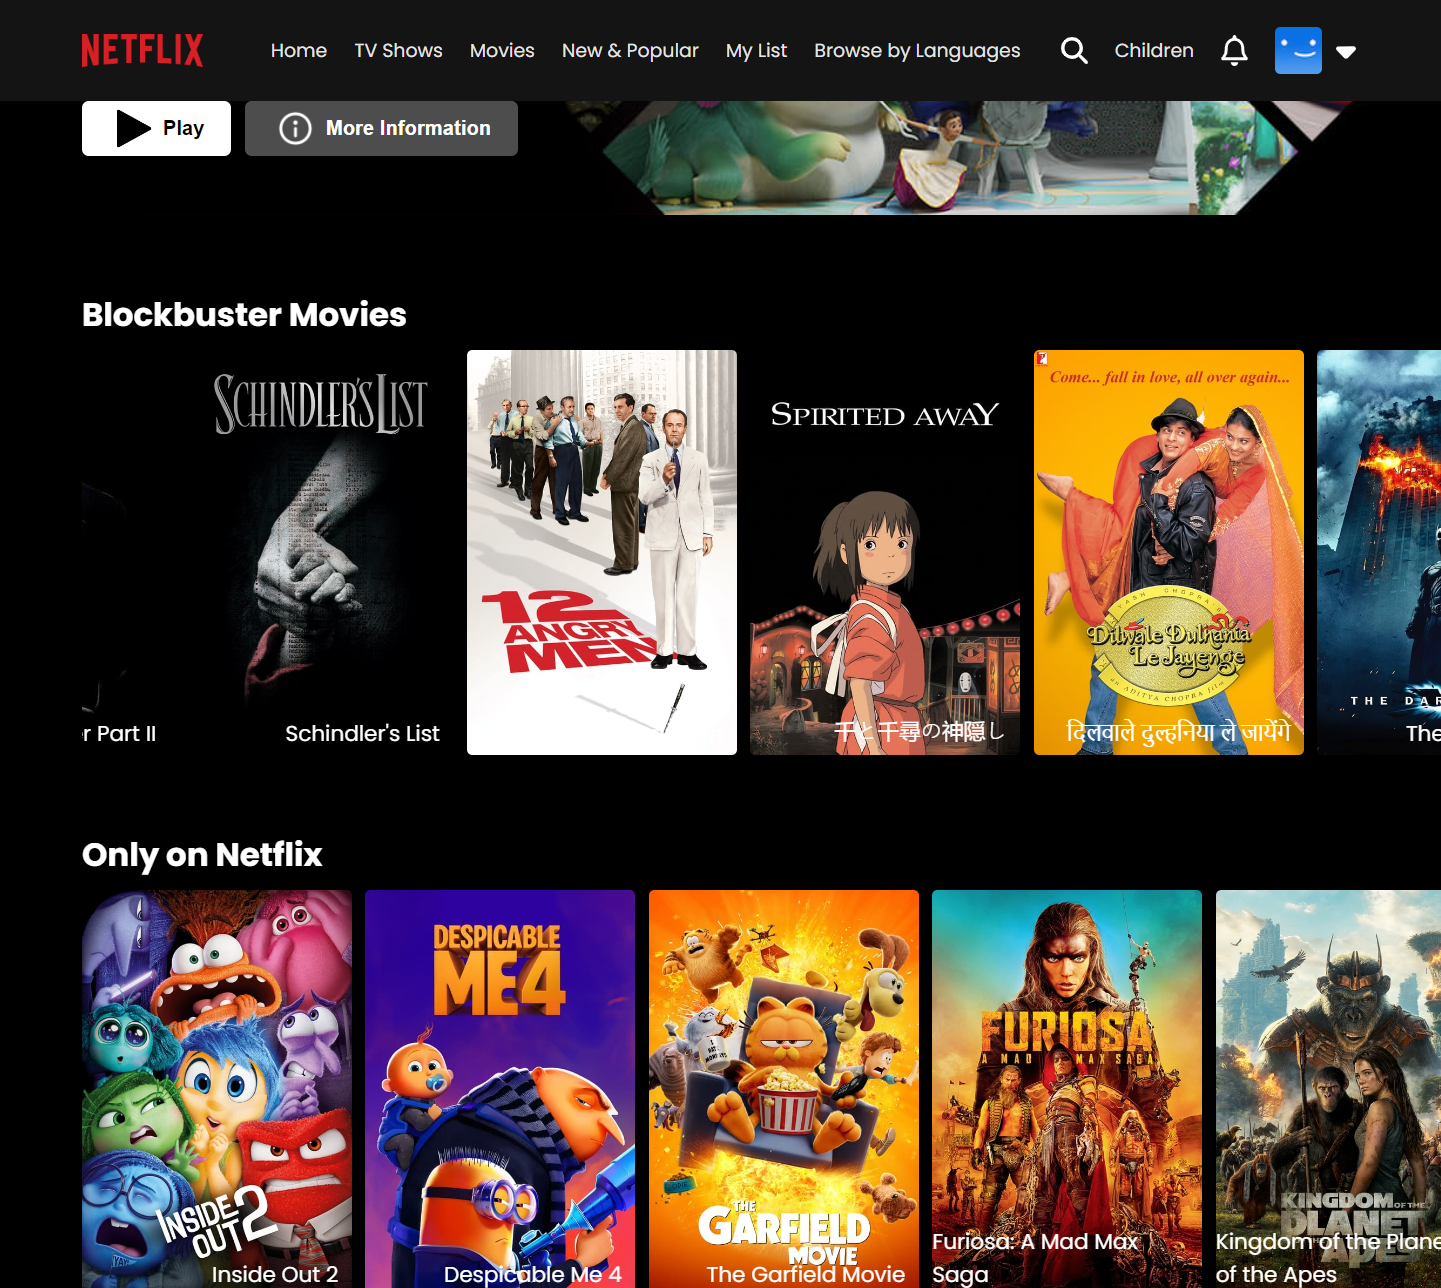 NETFLIX
Home
TV Shows
Movies
New & Popular
My List
Browse by Languages
Children
Play
More Information
Blockbuster Movies
SCHINDLER'S LIST
r Part II
Schindler's List
12
ANGRY
MEN
SPIRITED AWAY
千と千尋の神隠し
Come... fall in love, all over again...
YASH CHOPRA'S
Dilwale Dulhania
Le Jayenge
an ADITYA CHOPRA film
दिलवाले दुल्हनिया ले जायेंगे
THE DAR
The
Only on Netflix
INSIDE
OUT 2
Inside Out 2
DESPICABLE
ME 4
Despicable Me 4
THE
GARFIELD
MOVIE
The Garfield Movie
FURIOSA
A MAD MAX SAGA
Furiosa: A Mad Max
Saga
KINGDOM OF THE
PLANET
APE
Kingdom of the Plane
of the Apes